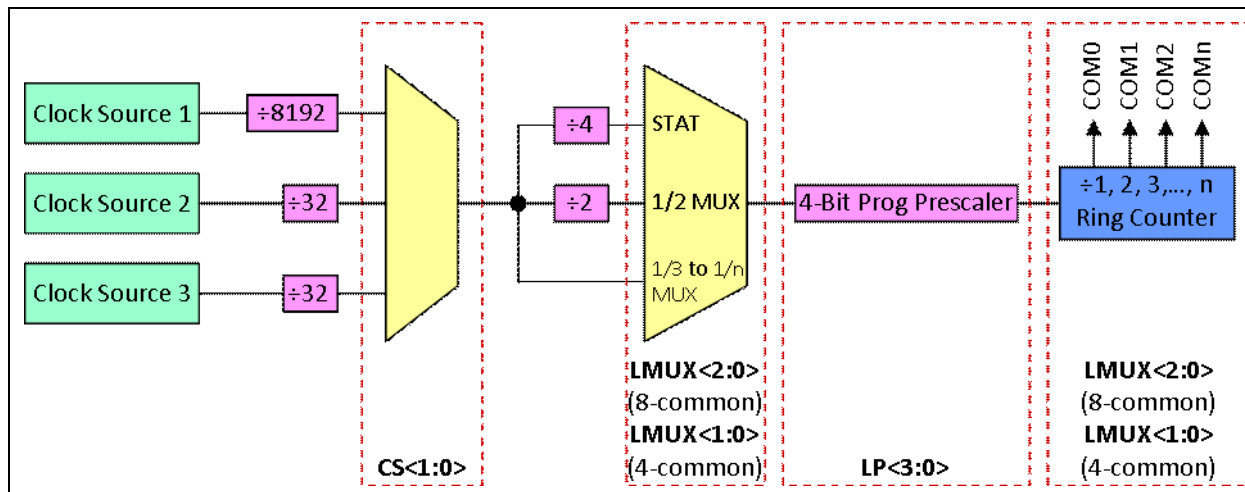 Clock Source 1
÷8192
Clock Source 2
÷32
Clock Source 3
÷32
CS<1:0>
÷4
÷2
STAT
1/2 MUX
1/3 to 1/n
MUX
LMUX<2:0>
(8-common)
LMUX<1:0>
(4-common)
4-Bit Prog Prescaler
LP<3:0>
COM0
COM1
COM2
COMn
÷1, 2, 3,..., n
Ring Counter
LMUX<2:0>
(8-common)
LMUX<1:0>
(4-common)